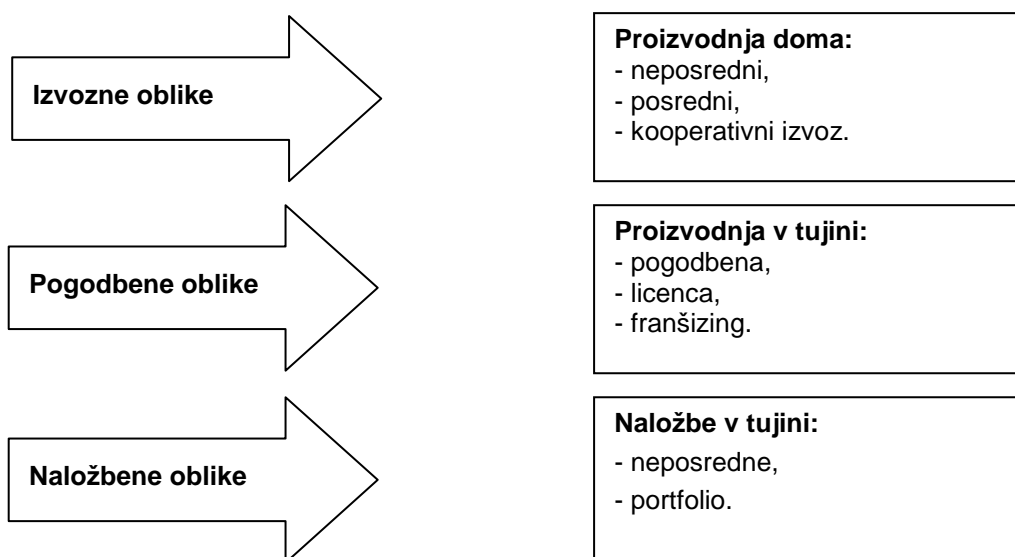 Izvozne oblike
Proizvodnja doma:
- neposredni,
- posredni,
- kooperativni izvoz.
Pogodbene oblike
Proizvodnja v tujini:
- pogodbena,
- licenca,
- franšizing.
Naložbene oblike
Naložbe v tujini:
- neposredne,
- portfolio.